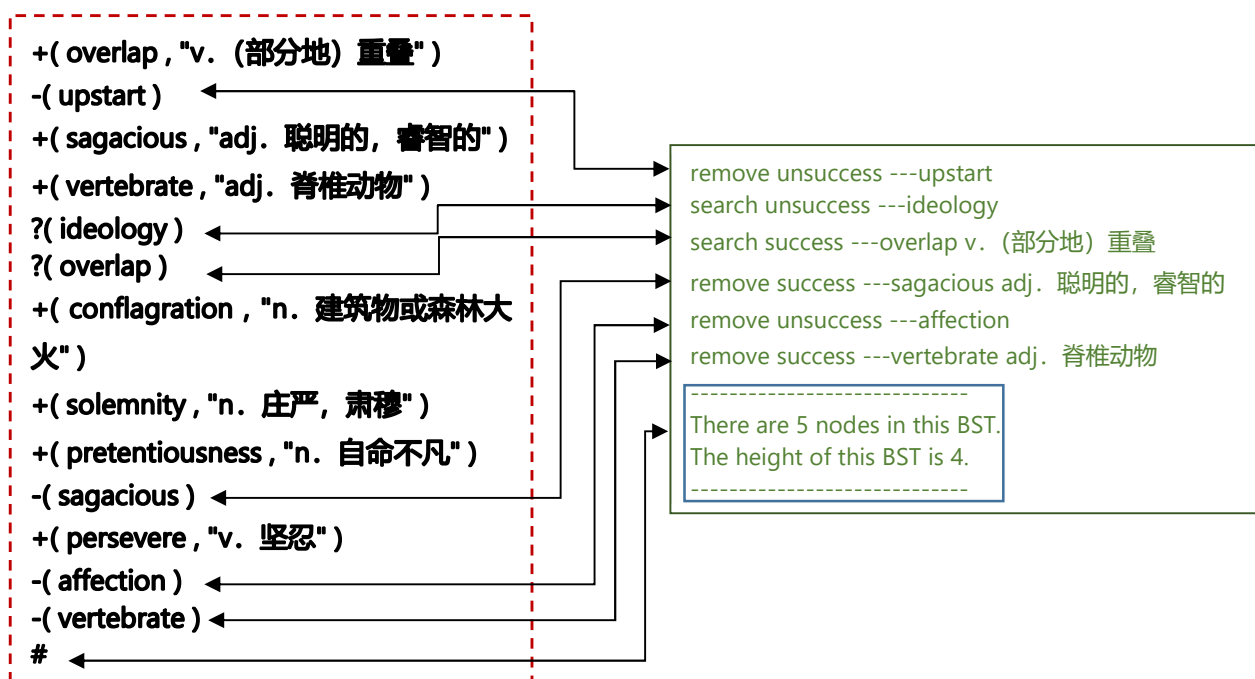 +( overlap , "v.（部分地）重叠" )
-( upstart )
+( sagacious , "adj. 聪明的，睿智的" )
+( vertebrate , "adj. 脊椎动物" )
?( ideology )
?( overlap )
+( conflagration , "n. 建筑物或森林大
火" )
+( solemnity , "n. 庄严，肃穆" )
+( pretentiousness , "n. 自命不凡" )
-( sagacious )
+( persevere , "v. 坚忍" )
-( affection )
-( vertebrate )
#
remove unsuccess ---upstart
search unsuccess ---ideology
search success ---overlap v.（部分地）重叠
remove success ---sagacious adj. 聪明的，睿智的
remove unsuccess ---affection
remove success ---vertebrate adj. 脊椎动物
-----------------------------
There are 5 nodes in this BST.
The height of this BST is 4.
-----------------------------